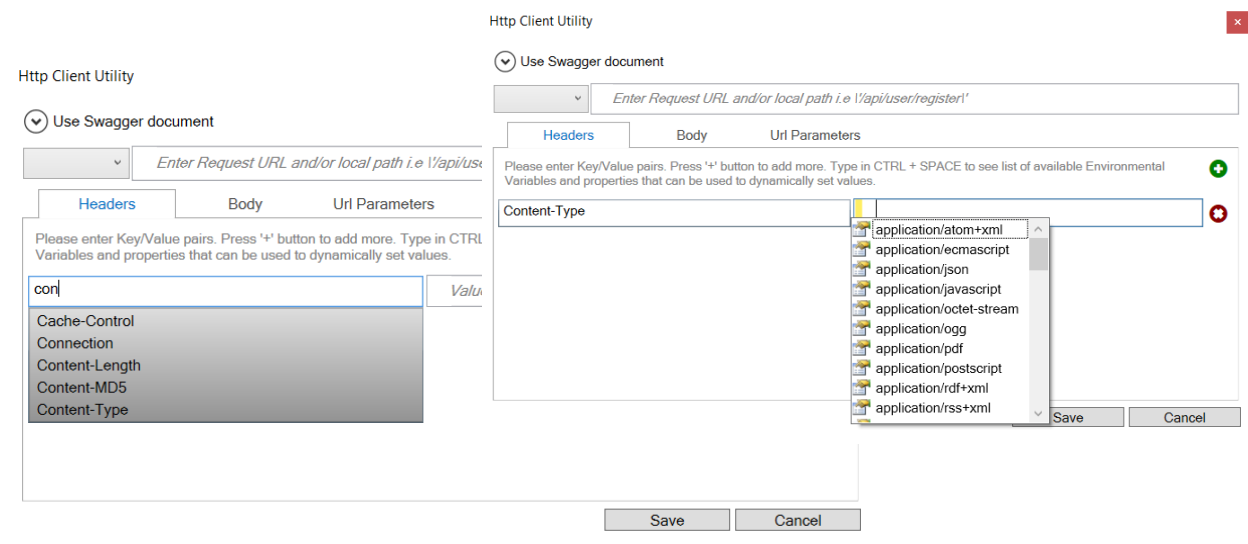 Http Client Utility
Use Swagger document
Enter Request URL and/or local path i.e \'/api/use
Headers Body Url Parameters
Please enter Key/Value pairs. Press '+' button to add more. Type in CTRL
Variables and properties that can be used to dynamically set values.
con
Cache-Control
Connection
Content-Length
Content-MD5
Content-Type
Save Cancel
Http Client Utility
Use Swagger document
Enter Request URL and/or local path i.e \'/api/user/register\'
Headers Body Url Parameters
Please enter Key/Value pairs. Press '+' button to add more. Type in CTRL + SPACE to see list of available Environmental
Variables and properties that can be used to dynamically set values.
Content-Type
application/atom+xml
application/ecmascript
application/json
application/javascript
application/octet-stream
application/ogg
application/pdf
application/postscript
application/rdf+xml
application/rss+xml
Save Cancel